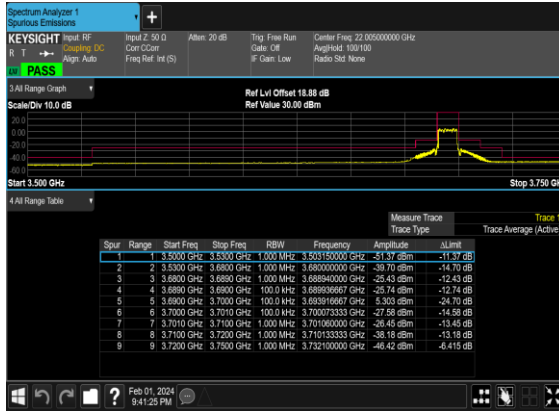 Spectrum Analyzer 1
Spurious Emissions
KEYSIGHT Input: RF Input Z: 50 Ω Atten: 20 dB Trig: Free Run Center Freq: 22.005000000 GHz
R T Coupling: DC Corr CCorr Gate: Off Avg|Hold: 100/100
Align: Auto Freq Ref: Int (S) IF Gain: Low Radio Std: None
PASS
3 All Range Graph
Ref Lvl Offset 18.88 dB
Scale/Div 10.0 dB Ref Value 30.00 dBm
20.0
0.00
-20.0
-40.0
-60.0
Start 3.500 GHz Stop 3.750 GH
4 All Range Table
Measure Trace Trace 1
Trace Type Trace Average (Active
Spur Range Start Freq Stop Freq RBW Frequency Amplitude ΔLimit
1 1 3.5000 GHz 3.5300 GHz 1.000 MHz 3.503150000 GHz -51.37 dBm -11.37 dB
2 2 3.5300 GHz 3.6800 GHz 1.000 MHz 3.680000000 GHz -39.70 dBm -14.70 dB
3 3 3.6800 GHz 3.6890 GHz 1.000 MHz 3.688940000 GHz -25.43 dBm -12.43 dB
4 4 3.6890 GHz 3.6900 GHz 100.0 kHz 3.689936667 GHz -25.74 dBm -12.74 dB
5 5 3.6900 GHz 3.7000 GHz 100.0 kHz 3.693916667 GHz 5.303 dBm -24.70 dB
6 6 3.7000 GHz 3.7010 GHz 100.0 kHz 3.700073333 GHz -27.58 dBm -14.58 dB
7 7 3.7010 GHz 3.7100 GHz 1.000 MHz 3.701060000 GHz -26.45 dBm -13.45 dB
8 8 3.7100 GHz 3.7200 GHz 1.000 MHz 3.710133333 GHz -38.18 dBm -13.18 dB
9 9 3.7200 GHz 3.7500 GHz 1.000 MHz 3.732100000 GHz -46.42 dBm -6.415 dB
Feb 01, 2024
9:41:25 PM